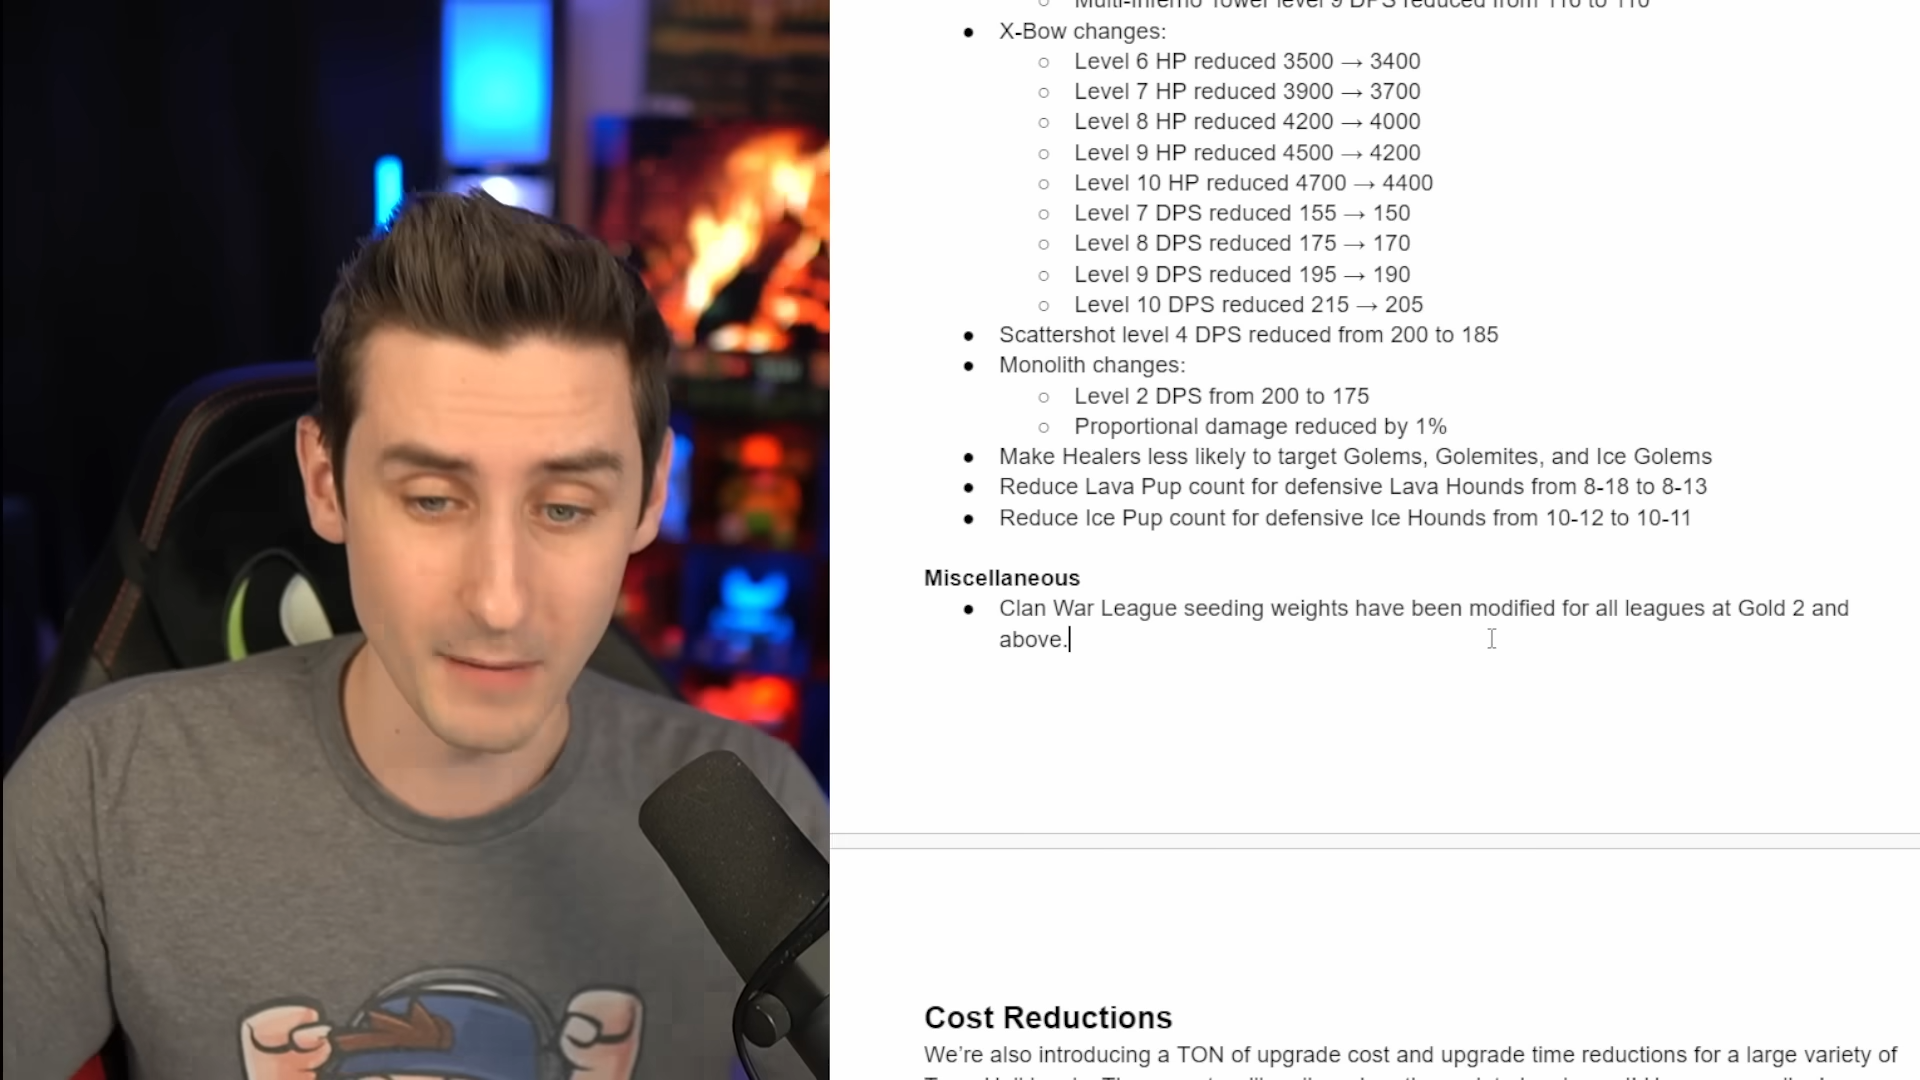 X-Bow changes:
Level 6 HP reduced 3500 → 3400
Level 7 HP reduced 3900 → 3700
Level 8 HP reduced 4200 → 4000
Level 9 HP reduced 4500 → 4200
Level 10 HP reduced 4700 → 4400
Level 7 DPS reduced 155 → 150
Level 8 DPS reduced 175 → 170
Level 9 DPS reduced 195 → 190
Level 10 DPS reduced 215 → 205
Scattershot level 4 DPS reduced from 200 to 185
Monolith changes:
Level 2 DPS from 200 to 175
Proportional damage reduced by 1%
Make Healers less likely to target Golems, Golemites, and Ice Golems
Reduce Lava Pup count for defensive Lava Hounds from 8-18 to 8-13
Reduce Ice Pup count for defensive Ice Hounds from 10-12 to 10-11
Miscellaneous
Clan War League seeding weights have been modified for all leagues at Gold 2 and
above.
Cost Reductions
We’re also introducing a TON of upgrade cost and upgrade time reductions for a large variety of